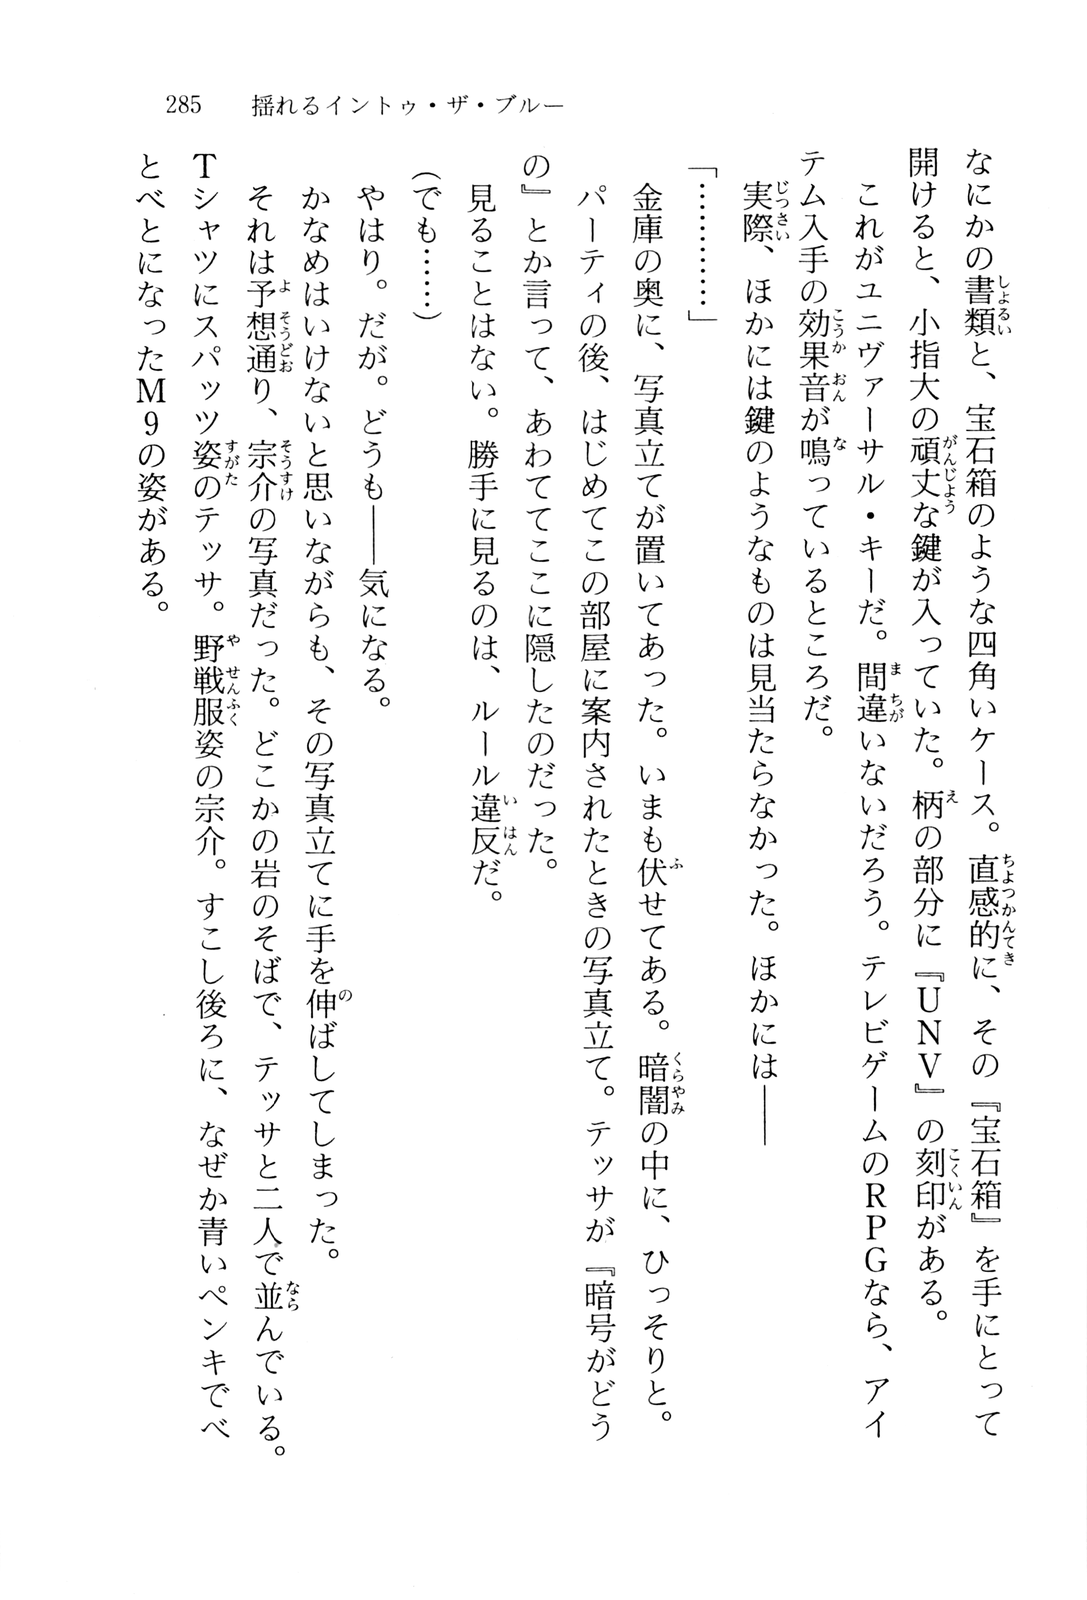 285　揺れるイントゥ・ザ・ブルー
なにかの書類と、宝石箱のような四角いケース。直感的に、その『宝石箱』を手にとって
開けると、小指大の頑丈な鍵が入っていた。柄の部分に『UNV』の刻印がある。
　これがユニヴァーサル・キーだ。間違いないだろう。テレビゲームのRPGなら、アイ
テム入手の効果音が鳴っているところだ。
　実際、ほかには鍵のようなものは見当たらなかった。ほかには――
「…………」
　金庫の奥に、写真立てが置いてあった。いまも伏せてある。暗闇の中に、ひっそりと。
　パーティの後、はじめてこの部屋に案内されたときの写真立て。テッサが『暗号がどう
の』とか言って、あわててここに隠したのだった。
　見ることはない。勝手に見るのは、ルール違反だ。
（でも……）
　やはり。だが。どうも――気になる。
　かなめはいけないと思いながらも、その写真立てに手を伸ばしてしまった。
　それは予想通り、宗介の写真だった。どこかの岩のそばで、テッサと二人で並んでいる。
Tシャツにスパッツ姿のテッサ。野戦服姿の宗介。すこし後ろに、なぜか青いペンキでべ
とべとになったM9の姿がある。